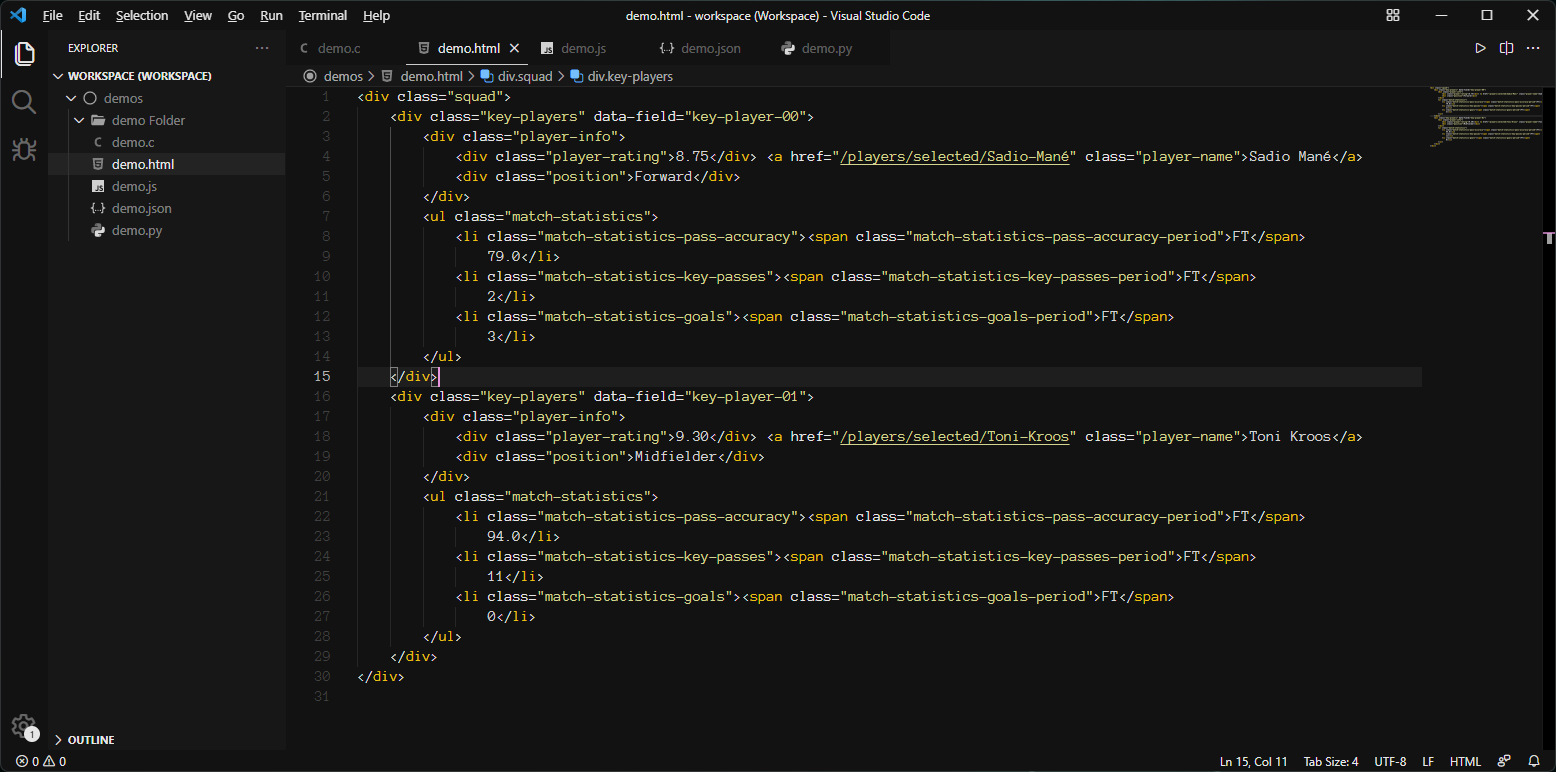 File Edit Selection View Go Run Terminal Help
demo.html - workspace (Workspace) - Visual Studio Code
EXPLORER
WORKSPACE (WORKSPACE)
demos
demo Folder
C demo.c
demo.html
JS demo.js
{··} demo.json
demo.py
OUTLINE
C demo.c demo.html JS demo.js {··} demo.json demo.py
demos > demo.html > div.squad > div.key-players
1 <div class="squad">
2 <div class="key-players" data-field="key-player-00">
3 <div class="player-info">
4 <div class="player-rating">8.75</div> <a href="/players/selected/Sadio-Mané" class="player-name">Sadio Mané</a>
5 <div class="position">Forward</div>
6 </div>
7 <ul class="match-statistics">
8 <li class="match-statistics-pass-accuracy"><span class="match-statistics-pass-accuracy-period">FT</span>
9 79.0</li>
10 <li class="match-statistics-key-passes"><span class="match-statistics-key-passes-period">FT</span>
11 2</li>
12 <li class="match-statistics-goals"><span class="match-statistics-goals-period">FT</span>
13 3</li>
14 </ul>
15 </div>
16 <div class="key-players" data-field="key-player-01">
17 <div class="player-info">
18 <div class="player-rating">9.30</div> <a href="/players/selected/Toni-Kroos" class="player-name">Toni Kroos</a>
19 <div class="position">Midfielder</div>
20 </div>
21 <ul class="match-statistics">
22 <li class="match-statistics-pass-accuracy"><span class="match-statistics-pass-accuracy-period">FT</span>
23 94.0</li>
24 <li class="match-statistics-key-passes"><span class="match-statistics-key-passes-period">FT</span>
25 11</li>
26 <li class="match-statistics-goals"><span class="match-statistics-goals-period">FT</span>
27 0</li>
28 </ul>
29 </div>
30 </div>
31
1
0 0
Ln 15, Col 11 Tab Size: 4 UTF-8 LF HTML